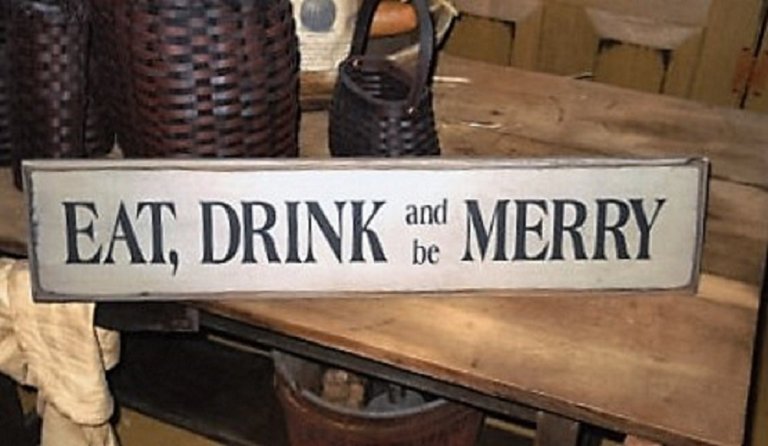 EAT, DRINK and be MERRY